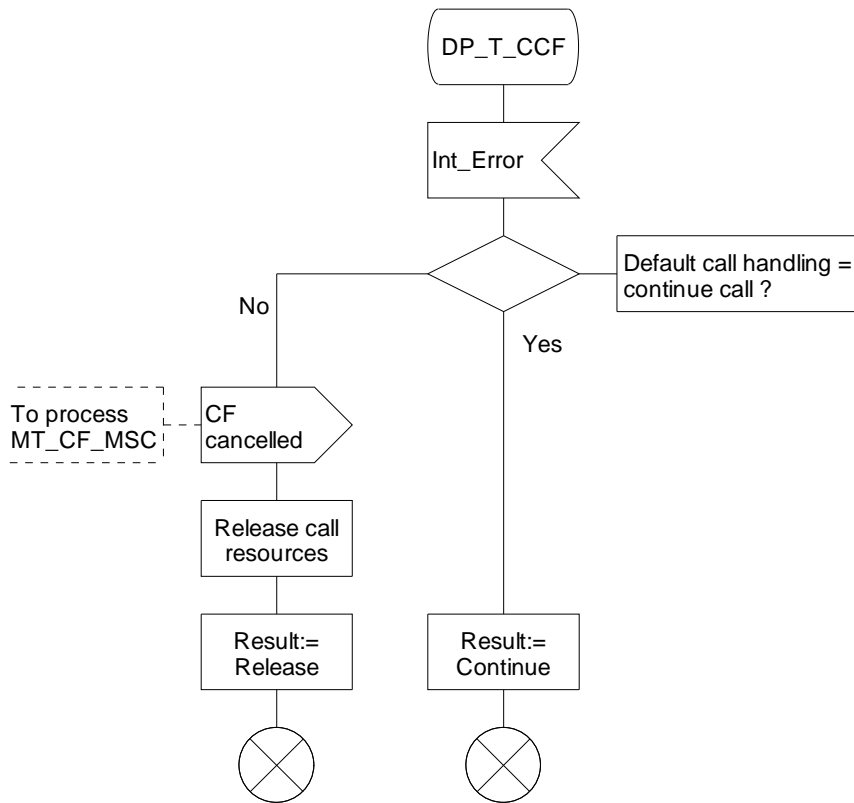 DP_T_CCF
Int_Error
Default call handling =
continue call ?
No
Yes
To process
MT_CF_MSC
CF
cancelled
Release call
resources
Result:=
Release
Result:=
Continue